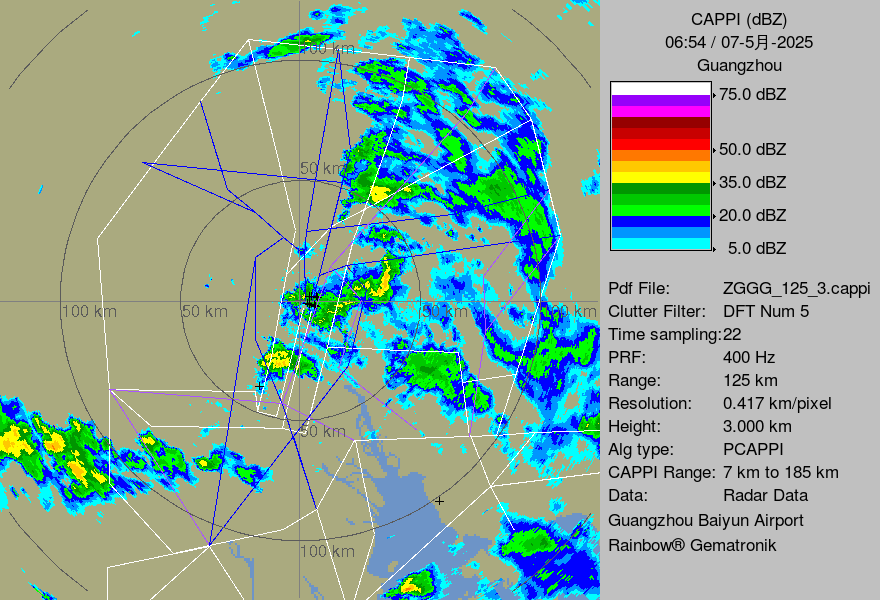 CAPPI (dBZ)
06:54 / 07-5月-2025
Guangzhou
75.0 dBZ
50.0 dBZ
35.0 dBZ
20.0 dBZ
5.0 dBZ
Pdf File: ZGGG_125_3.cappi
Clutter Filter: DFT Num 5
Time sampling:22
PRF: 400 Hz
Range: 125 km
Resolution: 0.417 km/pixel
Height: 3.000 km
Alg type: PCAPPI
CAPPI Range: 7 km to 185 km
Data: Radar Data
Guangzhou Baiyun Airport
Rainbow® Gematronik
100 km
50 km
100 km
50 km
50 km
100 km
50 km
100 km